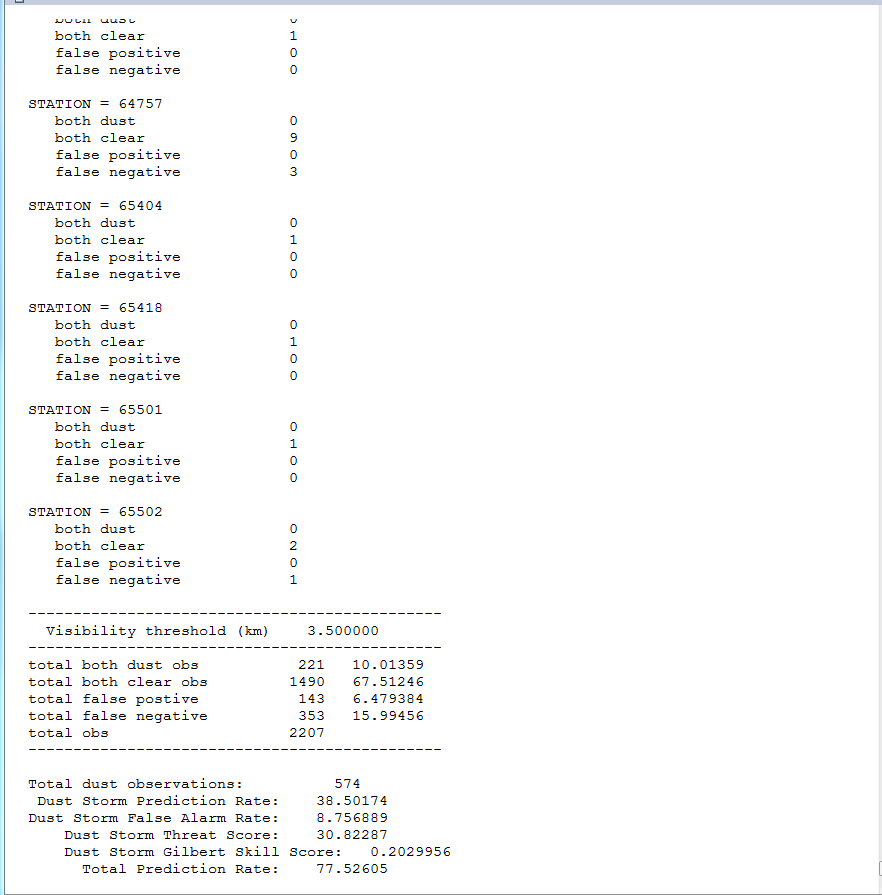 both dust 0
both clear 1
false positive 0
false negative 0
STATION = 64757
both dust 0
both clear 9
false positive 0
false negative 3
STATION = 65404
both dust 0
both clear 1
false positive 0
false negative 0
STATION = 65418
both dust 0
both clear 1
false positive 0
false negative 0
STATION = 65501
both dust 0
both clear 1
false positive 0
false negative 0
STATION = 65502
both dust 0
both clear 2
false positive 0
false negative 1
----------------------------------------------
Visibility threshold (km) 3.500000
----------------------------------------------
total both dust obs 221 10.01359
total both clear obs 1490 67.51246
total false postive 143 6.479384
total false negative 353 15.99456
total obs 2207
----------------------------------------------
Total dust observations: 574
Dust Storm Prediction Rate: 38.50174
Dust Storm False Alarm Rate: 8.756889
Dust Storm Threat Score: 30.82287
Dust Storm Gilbert Skill Score: 0.2029956
Total Prediction Rate: 77.52605